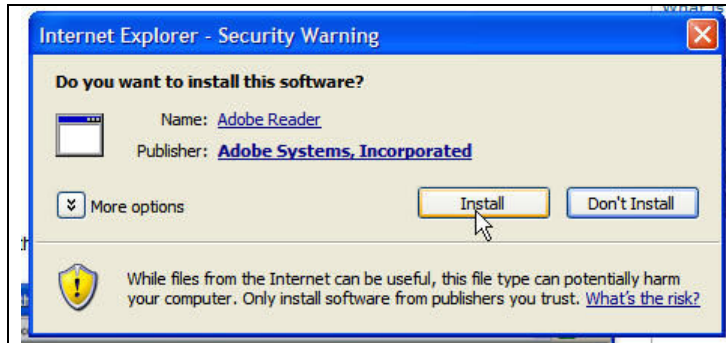 What is
Internet Explorer - Security Warning
Do you want to install this software?
Name: Adobe Reader
Publisher: Adobe Systems, Incorporated
More options
Install
Don't Install
While files from the Internet can be useful, this file type can potentially harm
your computer. Only install software from publishers you trust. What's the risk?